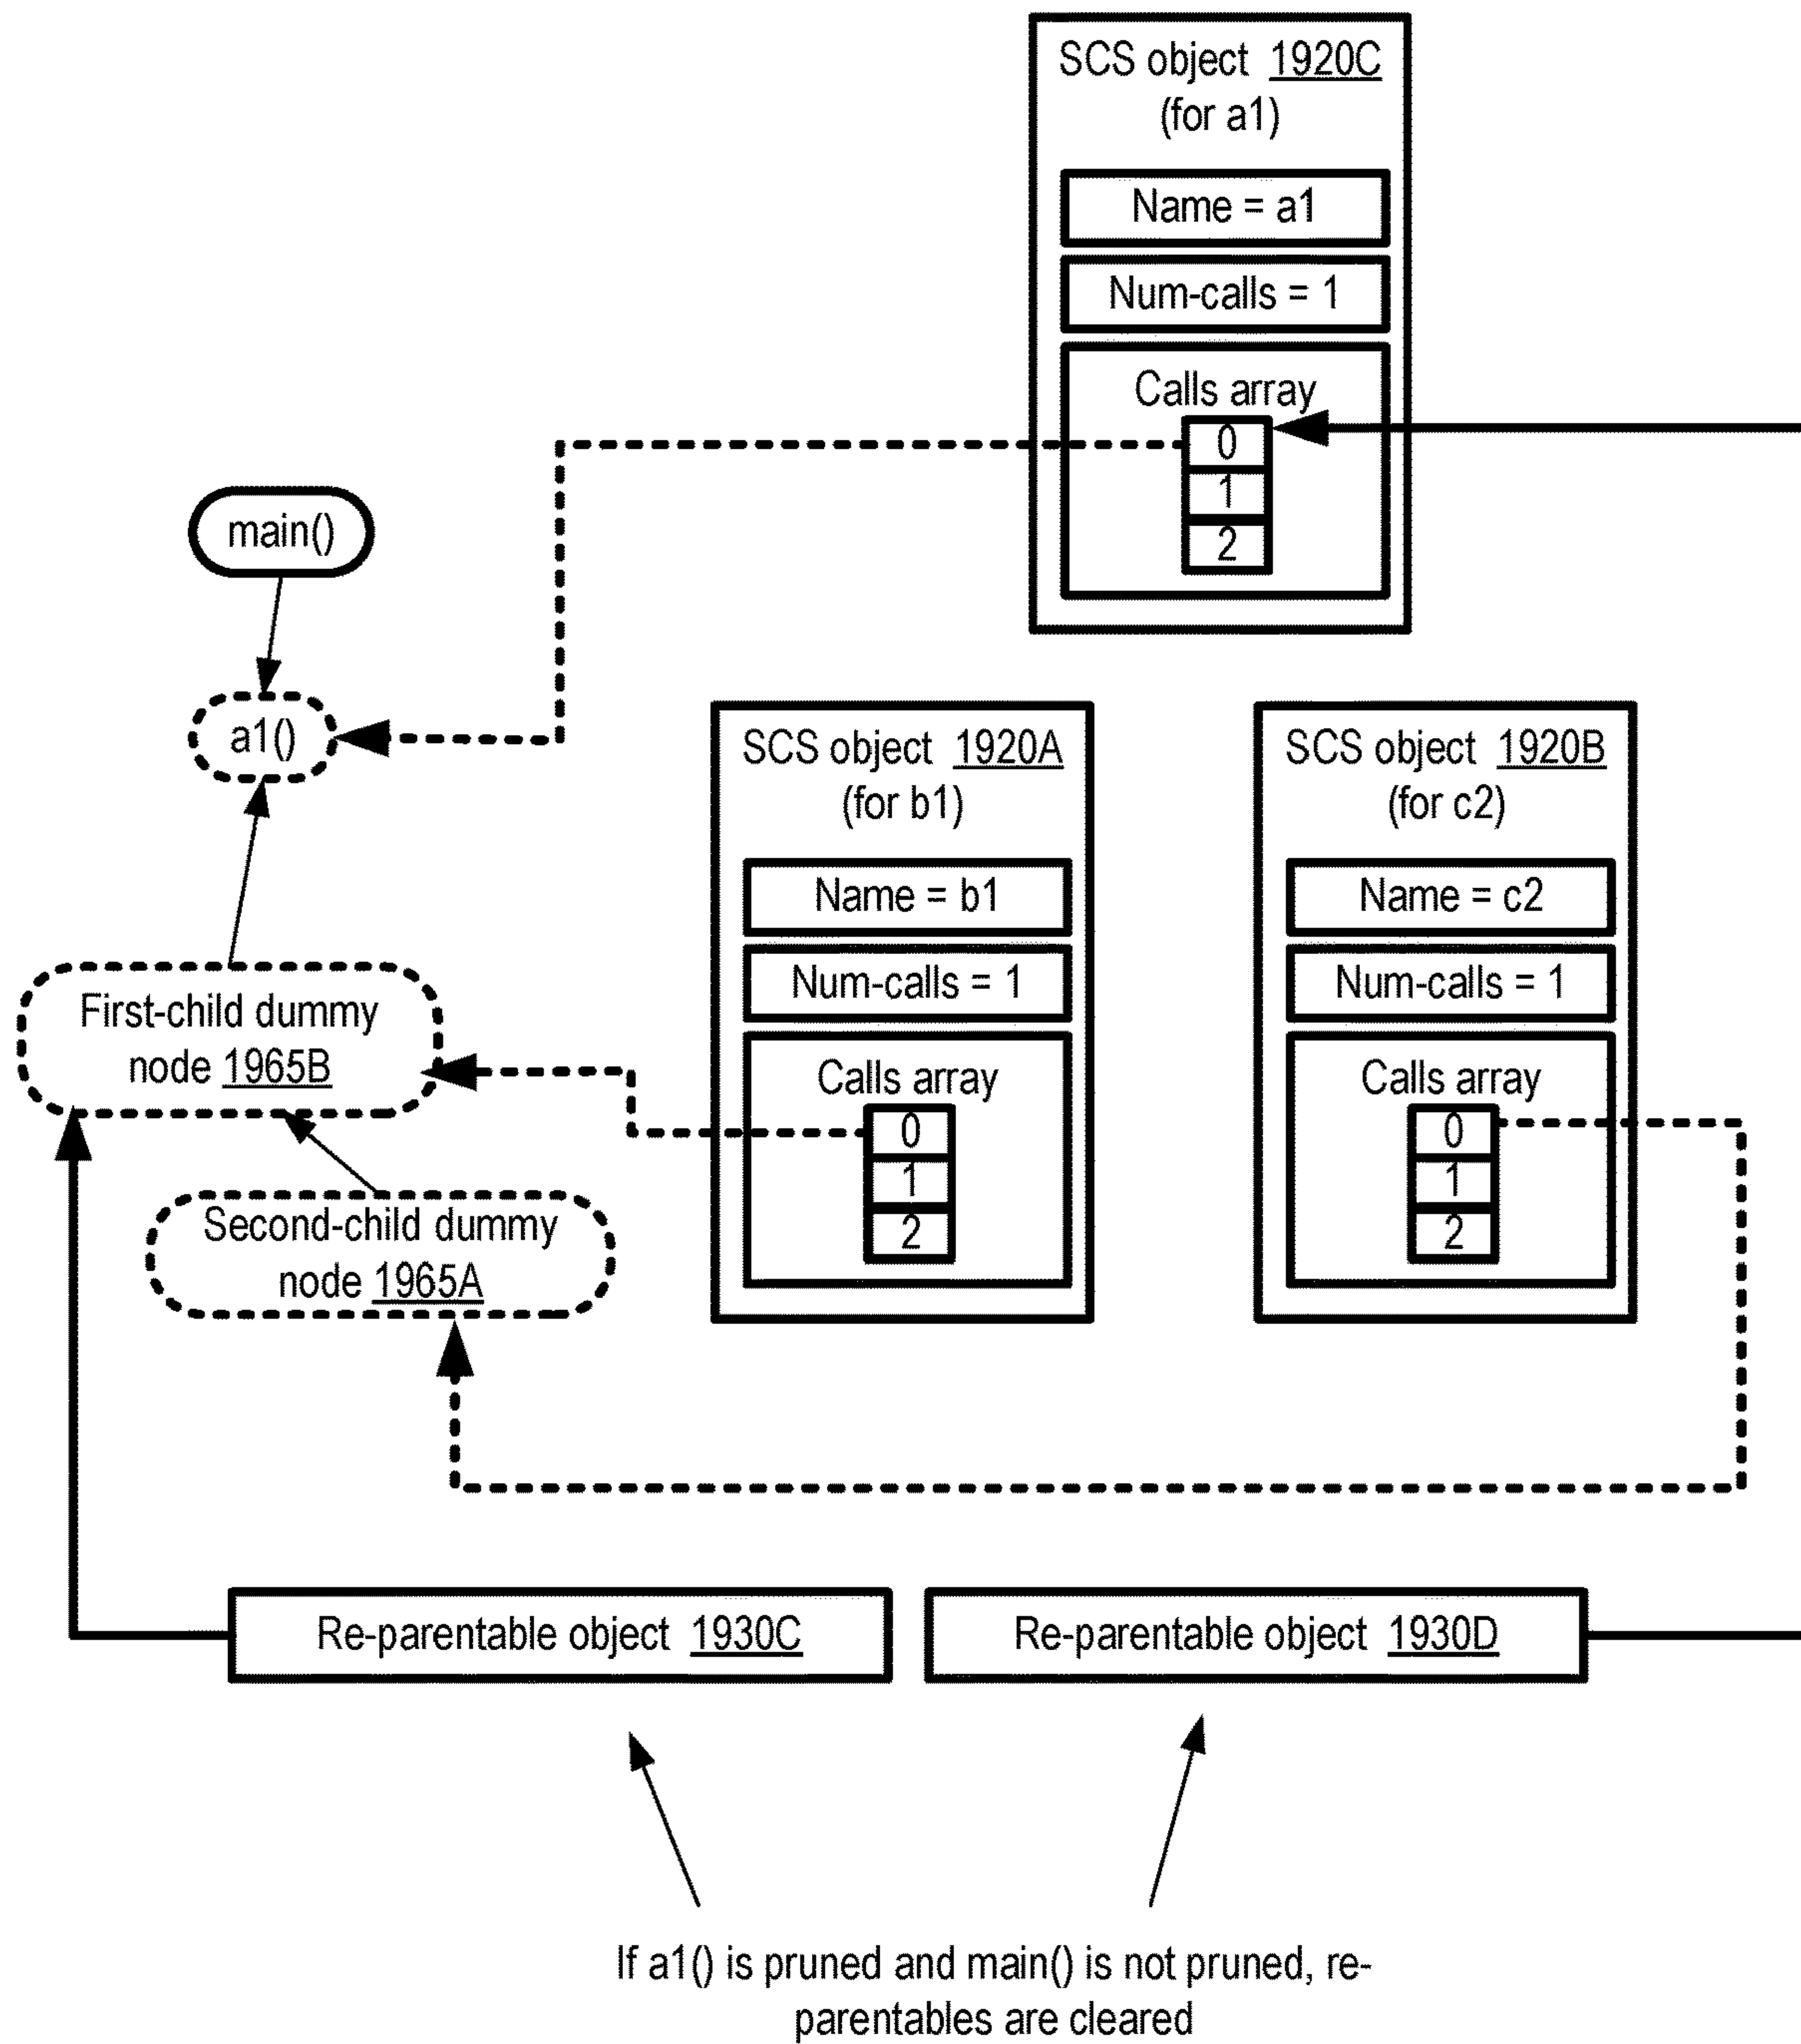 SCS object 1920C
(for a1)
Name = a1
Num-calls = 1
Calls array
0
1
2
main()
a1()
SCS object 1920A
(for b1)
Name = b1
Num-calls = 1
Calls array
0
1
2
SCS object 1920B
(for c2)
Name = c2
Num-calls = 1
Calls array
0
1
2
First-child dummy
node 1965B
Second-child dummy
node 1965A
Re-parentable object 1930C
Re-parentable object 1930D
If a1() is pruned and main() is not pruned, re-
parentables are cleared